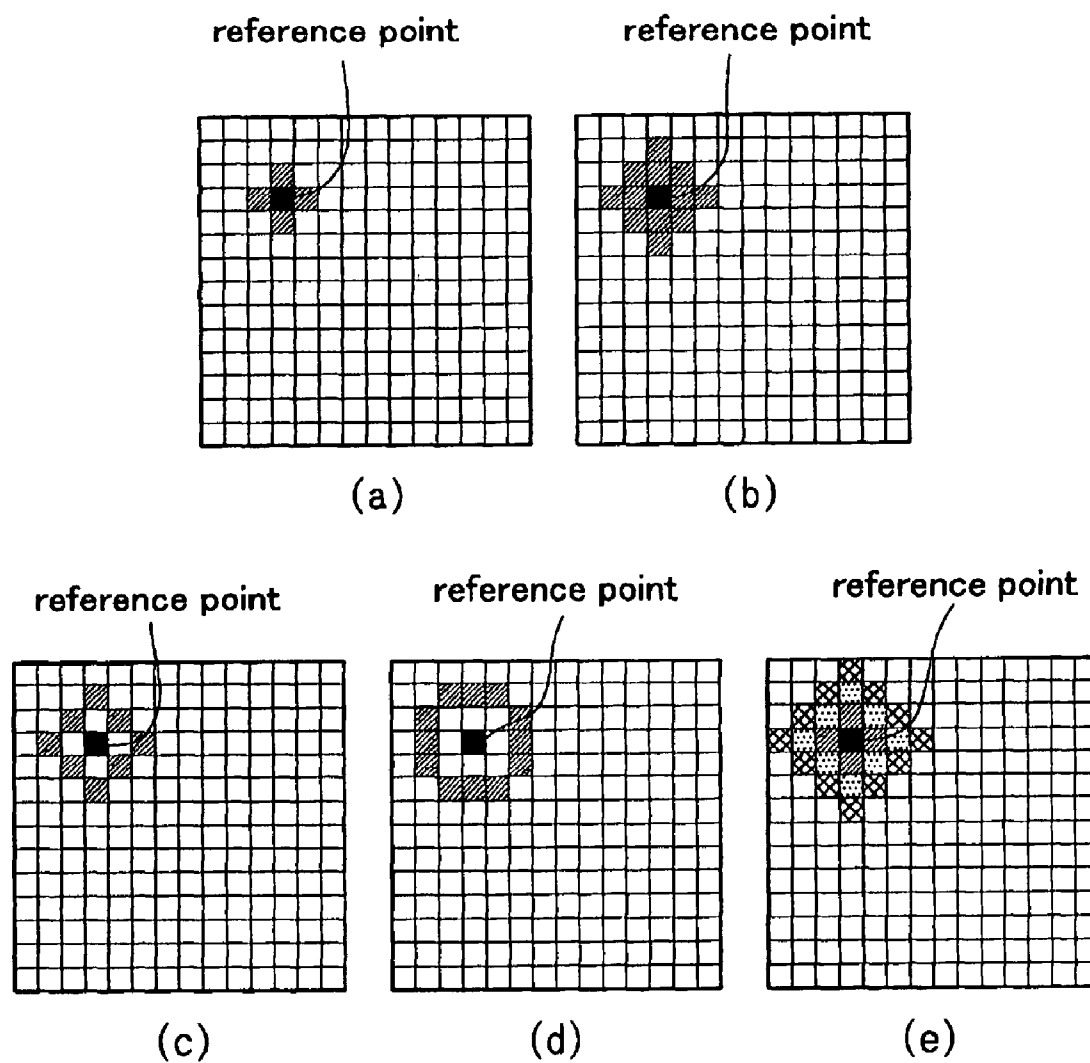 reference point
reference point
(a)
(b)
reference point
reference point
reference point
(c)
(d)
(e)